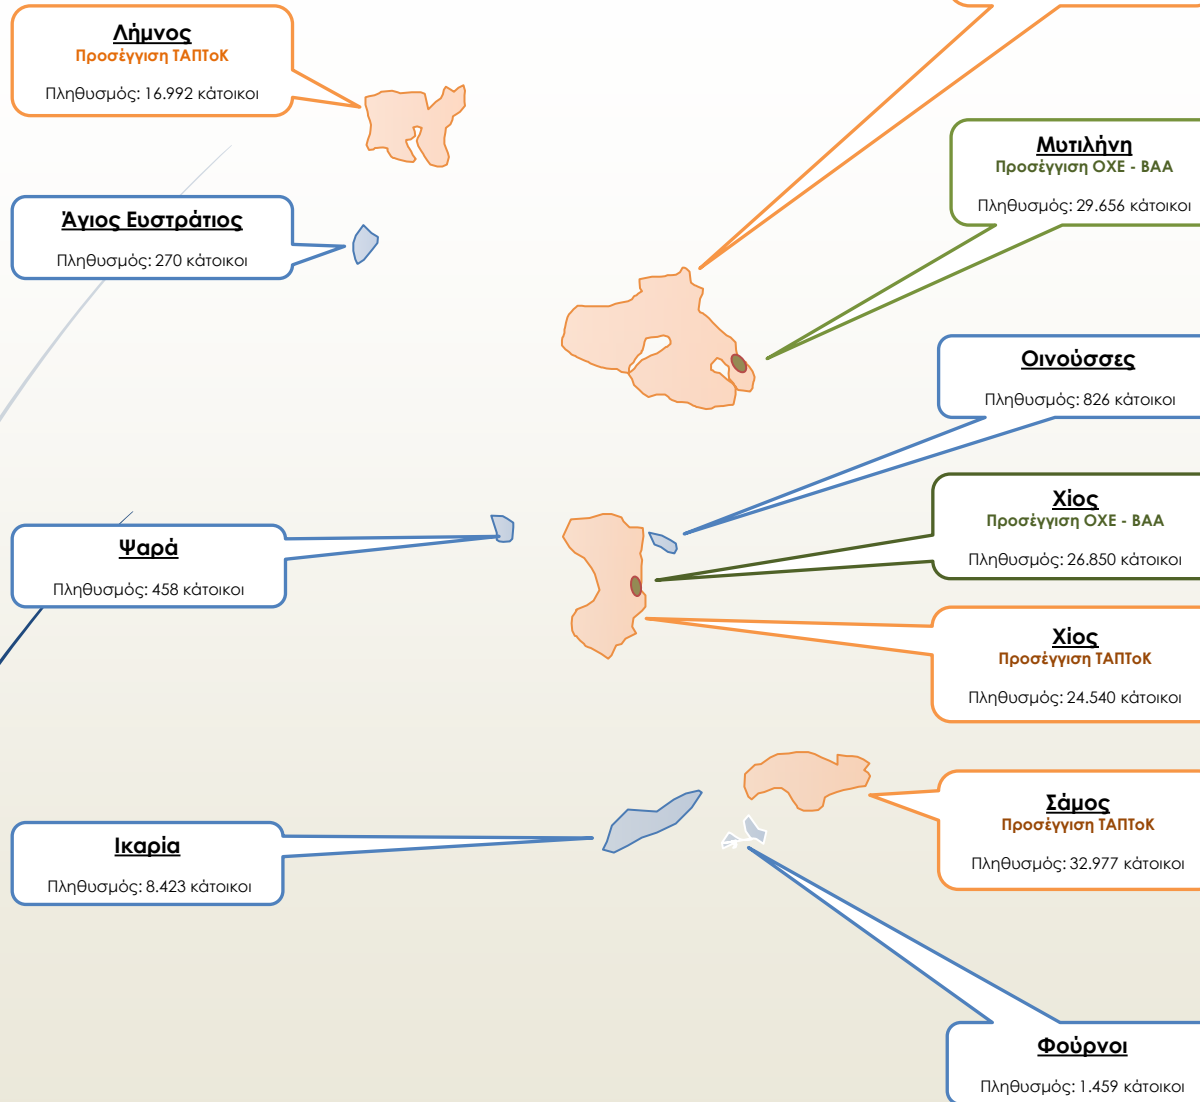 Λήμνος
Προσέγγιση ΤΑΠΤοΚ
Πληθυσμός: 16.992 κάτοικοι
Μυτιλήνη
Προσέγγιση ΟΧΕ - ΒΑΑ
Πληθυσμός: 29.656 κάτοικοι
Άγιος Ευστράτιος
Πληθυσμός: 270 κάτοικοι
Οινούσσες
Πληθυσμός: 826 κάτοικοι
Χίος
Προσέγγιση ΟΧΕ - ΒΑΑ
Πληθυσμός: 26.850 κάτοικοι
Ψαρά
Πληθυσμός: 458 κάτοικοι
Χίος
Προσέγγιση ΤΑΠΤοΚ
Πληθυσμός: 24.540 κάτοικοι
Σάμος
Προσέγγιση ΤΑΠΤοΚ
Πληθυσμός: 32.977 κάτοικοι
Ικαρία
Πληθυσμός: 8.423 κάτοικοι
Φούρνοι
Πληθυσμός: 1.459 κάτοικοι